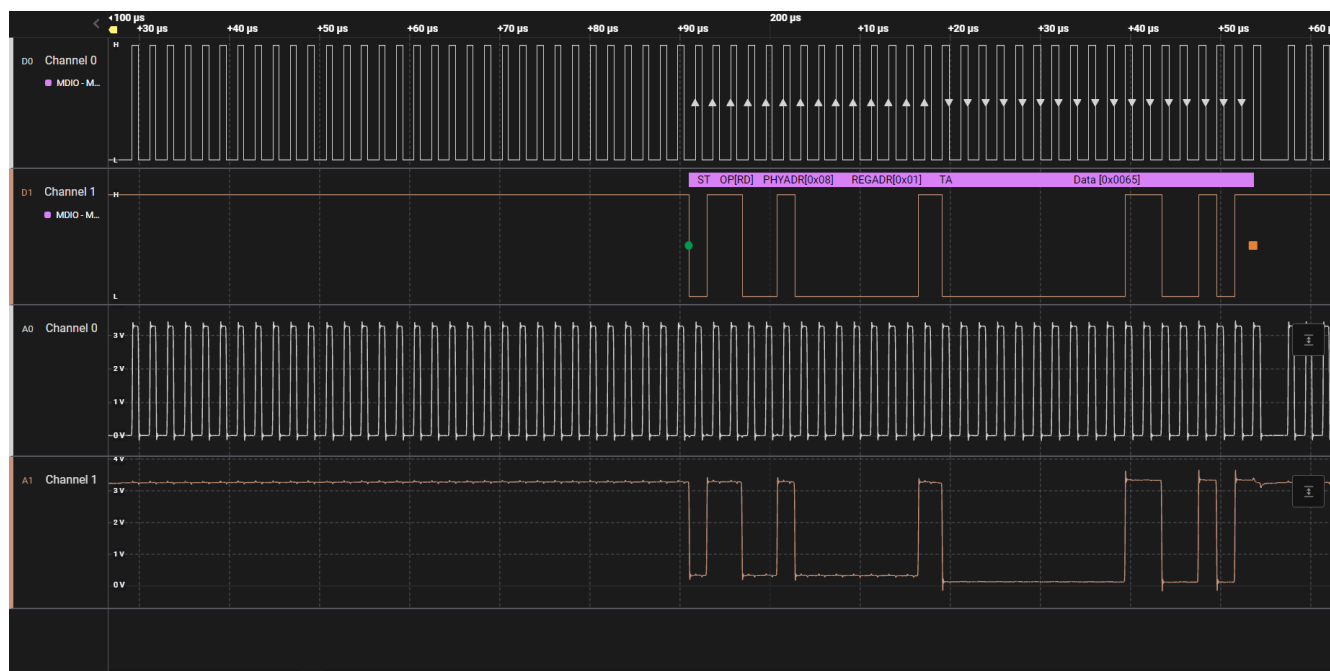 100 µs
200 µs
+30 µs +40 µs +50 µs +60 µs +70 µs +80 µs +90 µs +10 µs +20 µs +30 µs +40 µs +50 µs +60 µs
D0 Channel 0
MDIO - M...
H
L
ST OP[RD] PHYADR[0x08] REGADR[0x01] TA Data [0x0065]
D1 Channel 1
MDIO - M...
H
L
A0 Channel 0
3 V
2 V
1 V
0 V
4 V
A1 Channel 1
3 V
2 V
1 V
0 V